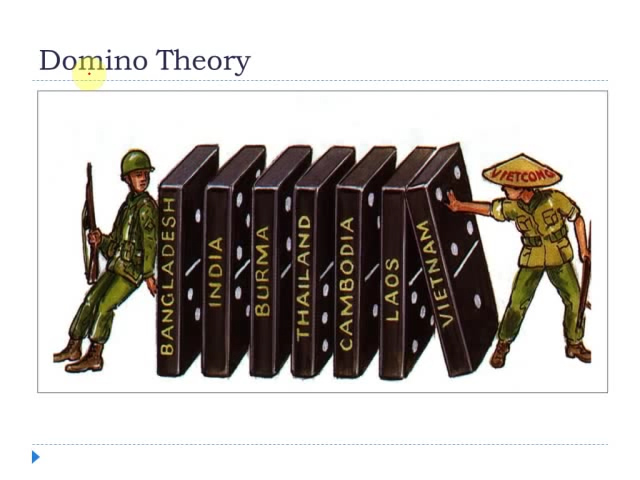 Domino Theory
BANGLADESH
INDIA
BURMA
THAILAND
CAMBODIA
LAOS
VIETNAM
VIETCONG